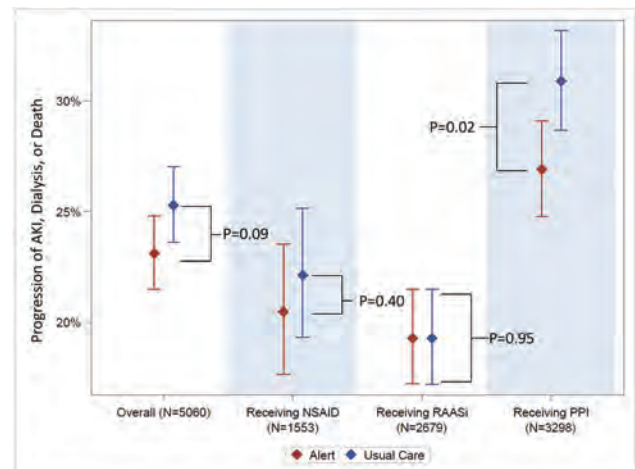 Progression of AKI, Dialysis, or Death
30%
25%
20%
P=0.09
P=0.40
P=0.95
P=0.02
Overall (N=5060)
Receiving NSAID
(N=1553)
Receiving RAASi
(N=2679)
Receiving PPI
(N=3298)
Alert
Usual Care